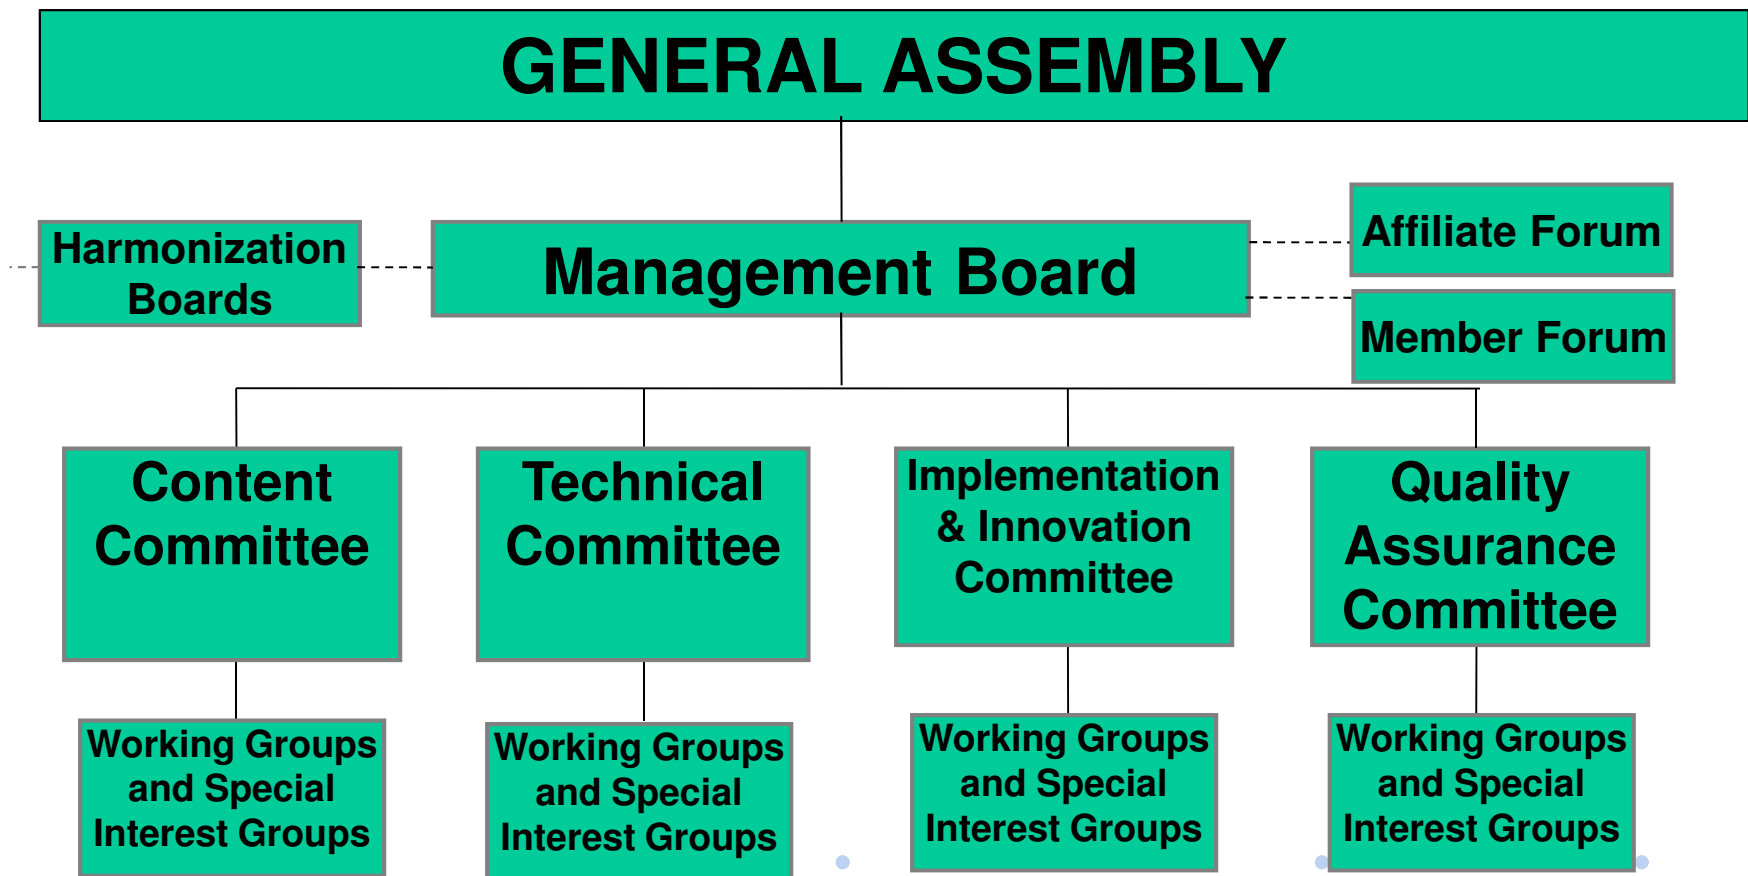 GENERAL ASSEMBLY
Harmonization
Boards
Management Board
Affiliate Forum
Member Forum
Content
Committee
Technical
Committee
Implementation
& Innovation
Committee
Quality
Assurance
Committee
Working Groups
and Special
Interest Groups
Working Groups
and Special
Interest Groups
Working Groups
and Special
Interest Groups
Working Groups
and Special
Interest Groups